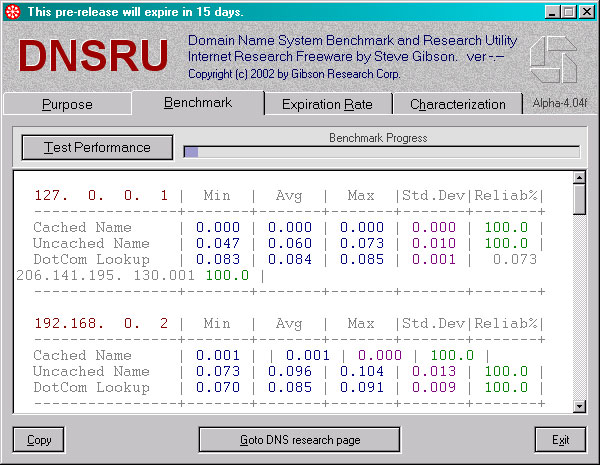 This pre-release will expire in 15 days.
DNSRU
Domain Name System Benchmark and Research Utility
Internet Research Freeware by Steve Gibson. ver -.--
Copyright (c) 2002 by Gibson Research Corp.
Purpose
Benchmark
Expiration Rate
Characterization
Alpha-4.04f
Test Performance
Benchmark Progress
127. 0. 0. 1 | Min | Avg | Max |Std.Dev|Reliab%|
----------------+-------+-------+-------+-------+-------+
Cached Name | 0.000 | 0.000 | 0.000 | 0.000 | 100.0 |
Uncached Name | 0.047 | 0.060 | 0.073 | 0.010 | 100.0 |
DotCom Lookup | 0.083 | 0.084 | 0.085 | 0.001 | 0.073
206.141.195. 130.001 100.0 |
----------------+-------+-------+-------+-------+-------+
192.168. 0. 2 | Min | Avg | Max |Std.Dev|Reliab%|
----------------+-------+-------+-------+-------+-------+
Cached Name | 0.001 | | 0.001 | 0.000 | 100.0 |
Uncached Name | 0.073 | 0.096 | 0.104 | 0.013 | 100.0 |
DotCom Lookup | 0.070 | 0.085 | 0.091 | 0.009 | 100.0 |
----------------+-------+-------+-------+-------+-------+
Copy
Goto DNS research page
Exit